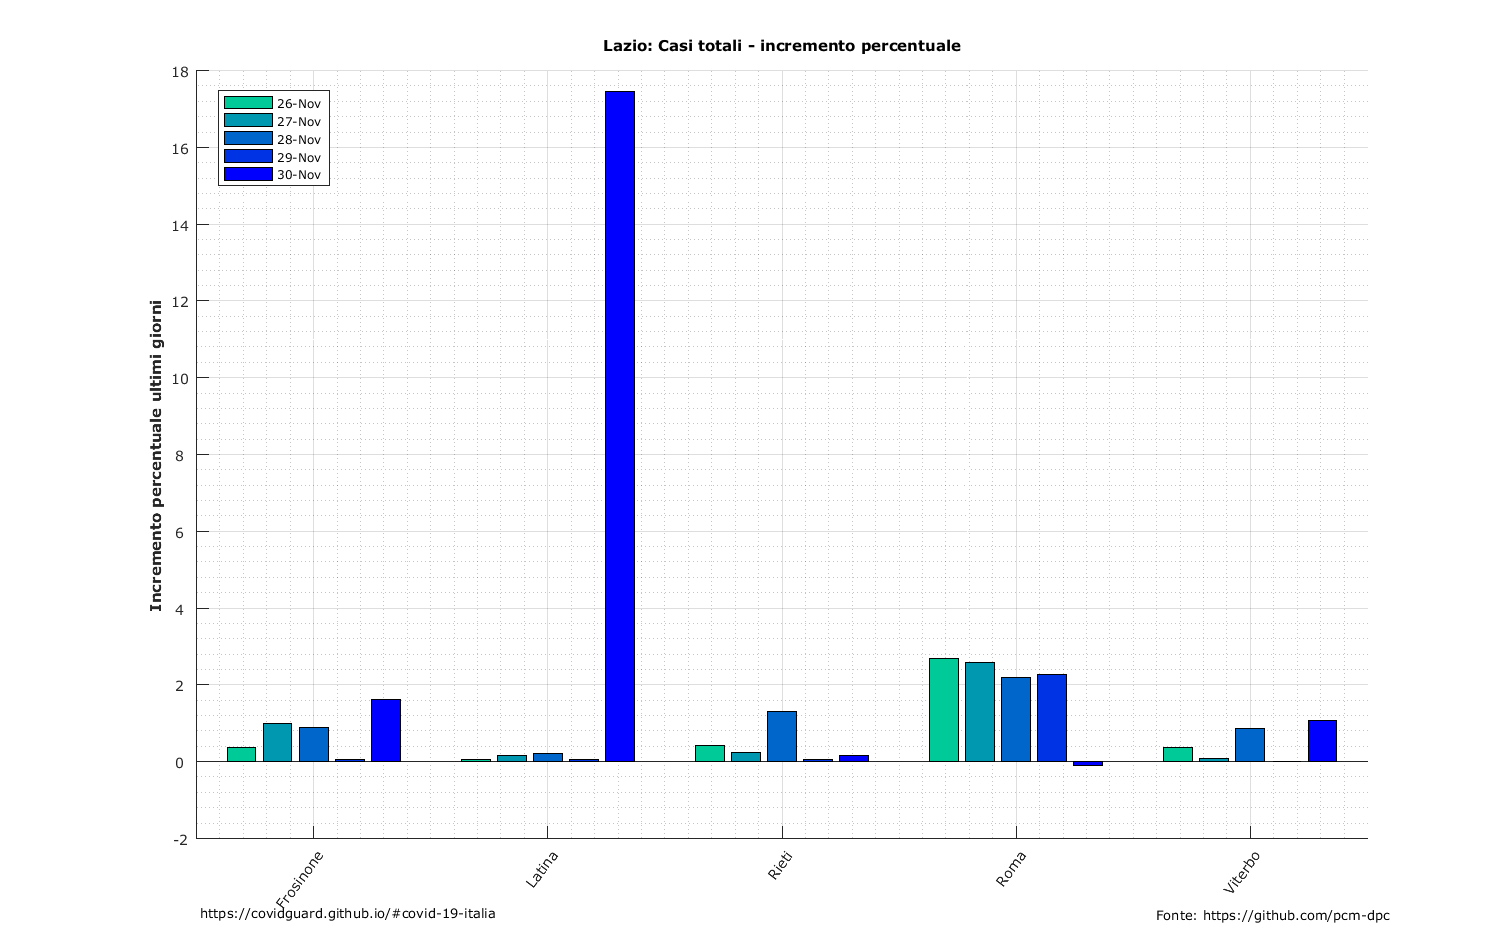 Lazio: Casi totali - incremento percentuale
18
16
14
12
10
8
6
4
2
0
-2
Incremento percentuale ultimi giorni
26-Nov
27-Nov
28-Nov
29-Nov
30-Nov
Frosinone
Latina
Rieti
Roma
Viterbo
https://covidguard.github.io/#covid-19-italia
Fonte: https://github.com/pcm-dpc